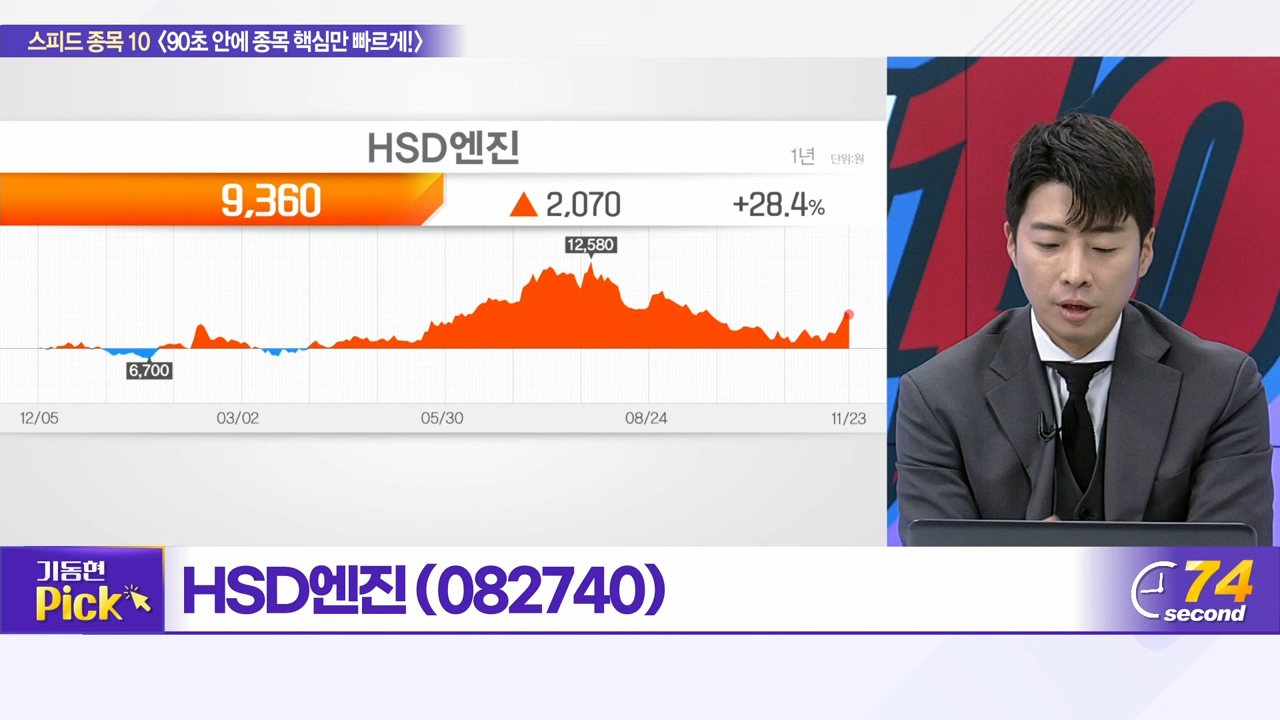 스피드 종목 10 〈90초 안에 종목 핵심만 빠르게!〉
HSD엔진
1년 단위:원
9,360 ▲ 2,070 +28.4%
12,580
6,700
12/05 03/02 05/30 08/24 11/23
기동현
Pick
HSD엔진(082740)
74
second